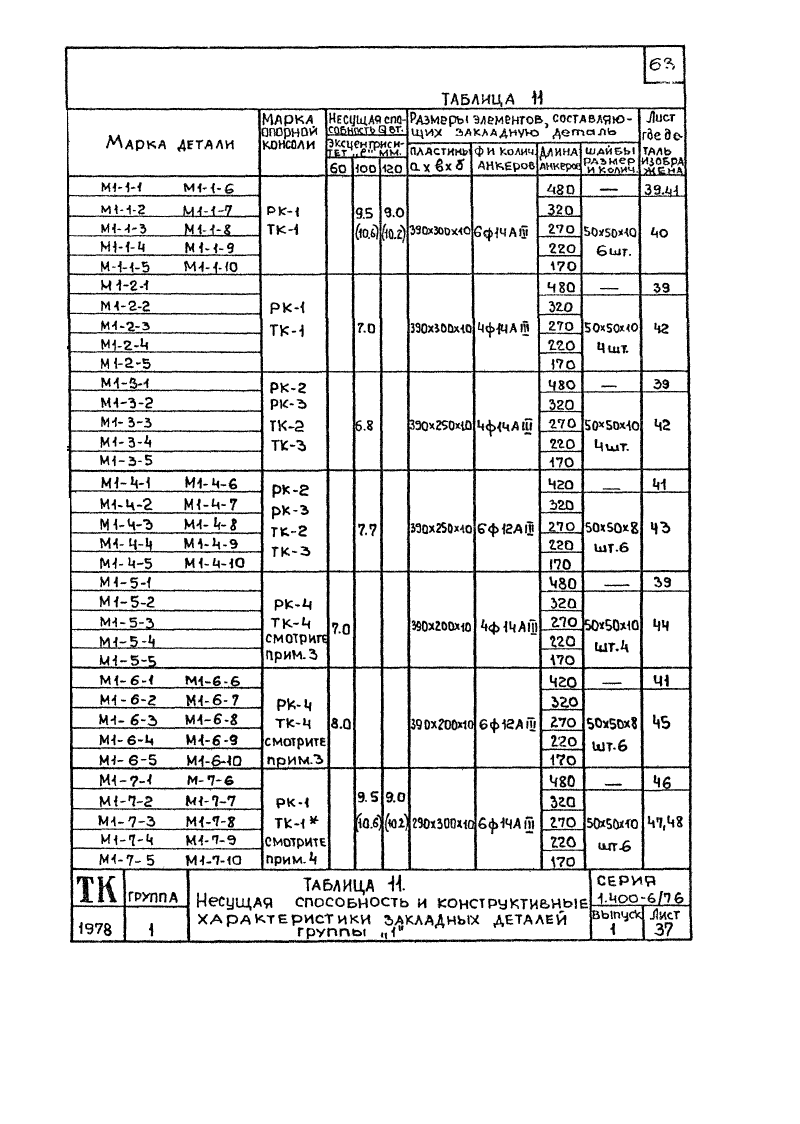 63
ТАБЛИЦА 11
МАРКА ДЕТАЛИ
МАРКА ОПОРНОЙ КОНСОЛИ
НЕСУЩАЯ СПОСОБНОСТЬ Q ВТ.
ЭКСЦЕНТРИСИТЕТ "е" ММ.
60 100 120
РАЗМЕРЫ ЭЛЕМЕНТОВ, СОСТАВЛЯЮЩИХ ЗАКЛАДНУЮ ДЕТАЛЬ
ПЛАСТИНЫ а х в х δ
Ф И КОЛИЧ. АНКЕРОВ
ДЛИНА АНКЕРОВ
ШАЙБЫ РАЗМЕР И КОЛИЧ.
ЛИСТ ГДЕ ДЕТАЛЬ ИЗОБРАЖЕНА
М1-1-1 М1-1-6 480 — 39.41
М1-1-2 М1-1-7 РК-1 9.5 9.0 320
М1-1-3 М1-1-8 ТК-1 (10.6) (10.2) 390х300х10 6ф14АIII 270 50х50х10 40
М1-1-4 М1-1-9 220 6шт.
М-1-1-5 М1-1-10 170
М1-2-1 480 — 39
М1-2-2 РК-1 320
М1-2-3 ТК-1 7.0 390х300х10 4ф14АIII 270 50х50х10 42
М1-2-4 220 4шт.
М1-2-5 170
М1-3-1 РК-2 480 — 39
М1-3-2 РК-3 320
М1-3-3 ТК-2 6.8 390х250х10 4ф14АIII 270 50х50х10 42
М1-3-4 ТК-3 220 4шт.
М1-3-5 170
М1-4-1 М1-4-6 РК-2 420 — 41
М1-4-2 М1-4-7 РК-3 320
М1-4-3 М1-4-8 ТК-2 7.7 390х250х10 6ф12АIII 270 50х50х8 43
М1-4-4 М1-4-9 ТК-3 220 шт.6
М1-4-5 М1-4-10 170
М1-5-1 480 — 39
М1-5-2 РК-4 320
М1-5-3 ТК-4 7.0 390х200х10 4ф14АIII 270 50х50х10 44
М1-5-4 СМОТРИТЕ 220 шт.4
М1-5-5 ПРИМ.3 170
М1-6-1 М1-6-6 420 — 41
М1-6-2 М1-6-7 РК-4 320
М1-6-3 М1-6-8 ТК-4 8.0 390х200х10 6ф12АIII 270 50х50х8 45
М1-6-4 М1-6-9 СМОТРИТЕ 220 шт.6
М1-6-5 М1-6-10 ПРИМ.3 170
М1-7-1 М-7-6 480 — 46
М1-7-2 М1-7-7 РК-1 9.5 9.0 320
М1-7-3 М1-7-8 ТК-1* (10.6) (10.2) 290х300х10 6ф14АIII 270 50х50х10 47,48
М1-7-4 М1-7-9 СМОТРИТЕ 220 шт.6
М1-7-5 М1-7-10 ПРИМ.4 170
ТК ГРУППА ТАБЛИЦА 11. СЕРИЯ
НЕСУЩАЯ СПОСОБНОСТЬ И КОНСТРУКТИВНЫЕ 1.400-6/76
ХАРАКТЕРИСТИКИ ЗАКЛАДНЫХ ДЕТАЛЕЙ ВЫПУСК ЛИСТ
1978 1 ГРУППЫ „1" 1 37